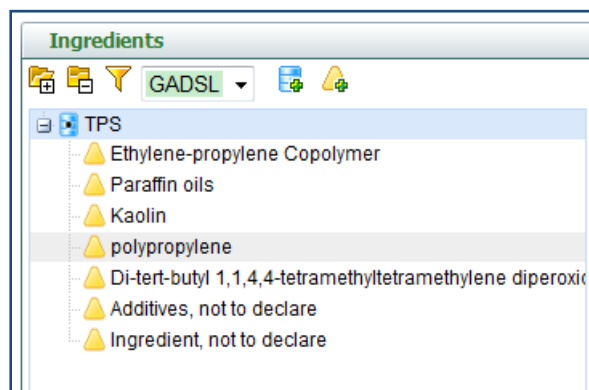 Ingredients
GADSL
TPS
Ethylene-propylene Copolymer
Paraffin oils
Kaolin
polypropylene
Di-tert-butyl 1,1,4,4-tetramethyltetramethylene diperoxi
Additives, not to declare
Ingredient, not to declare